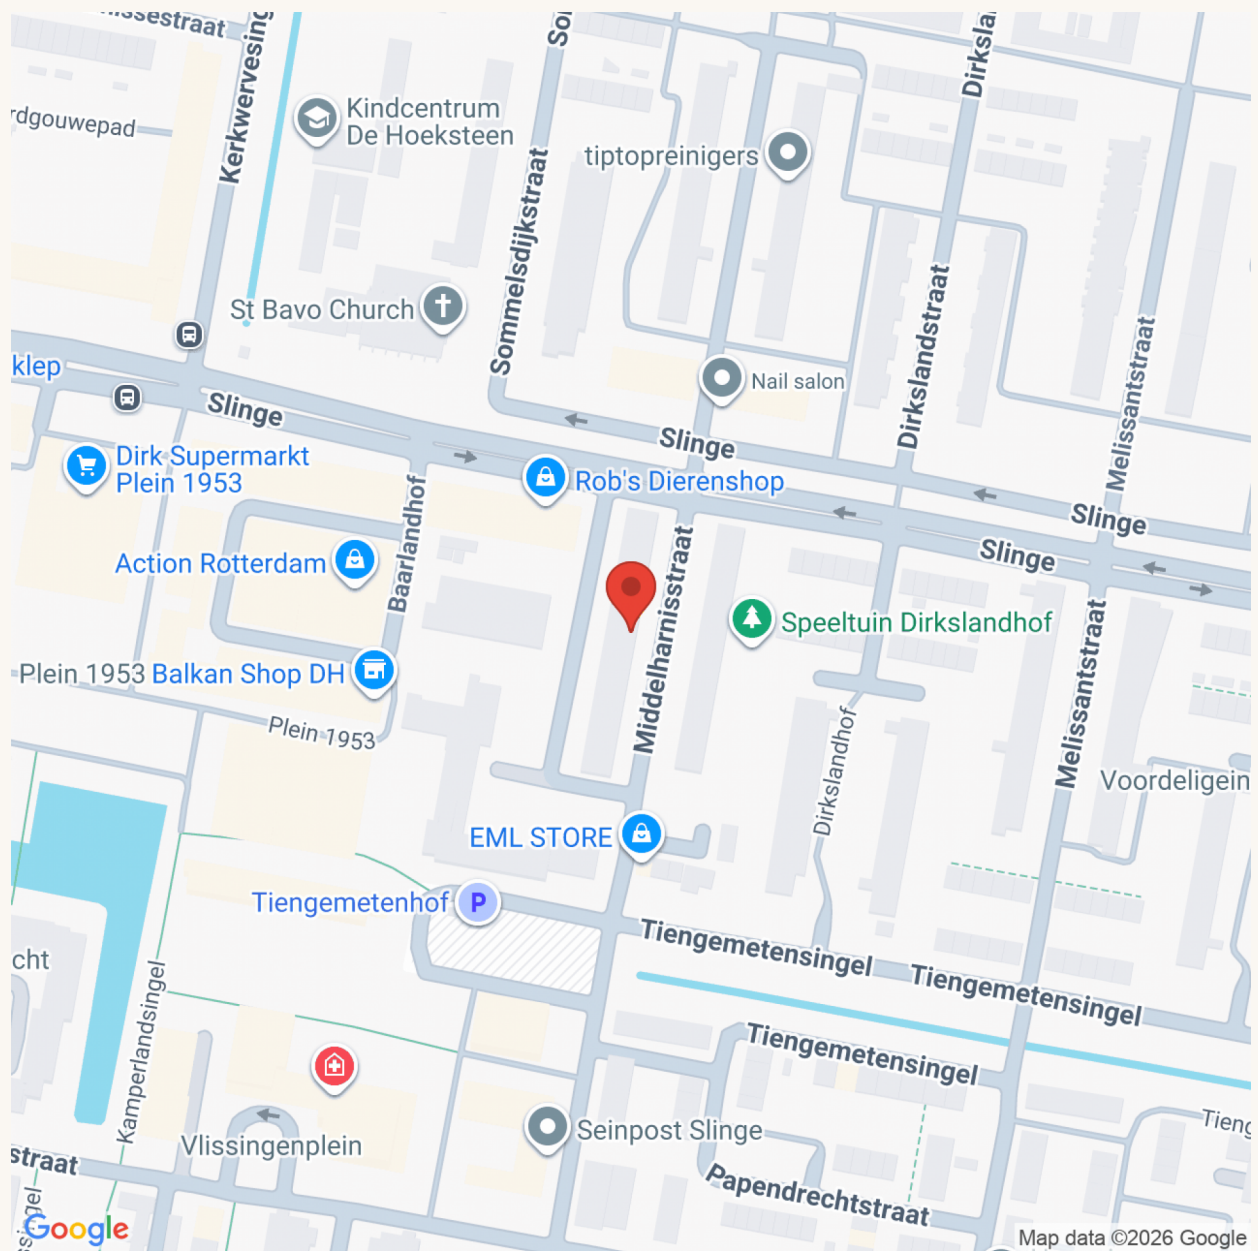 Kerkwervesing
Dirksla
Kindcentrum
De Hoeksteen
rdgouwepad
tiptopreinigers
Sommelsdijkstraat
St Bavo Church
Dirkslandstraat
Melissantstraat
klep
Nail salon
Slinge
Slinge
Dirk Supermarkt
Plein 1953
Rob's Dierenshop
Slinge
Slinge
Baarlandhof
Action Rotterdam
Middelharnisstraat
Speeltuin Dirkslandhof
Plein 1953
Balkan Shop DH
Melissantstraat
Plein 1953
Dirkslandhof
Voordeligein
EML STORE
Tiengemetenhof
P
Tiengemetensingel
Tiengemetensingel
cht
Kamperlandsingel
Tiengemetensingel
Seinpost Slinge
Tieng
Vlissingenplein
straat
Papendrechtstraat
Google
Map data ©2026 Google